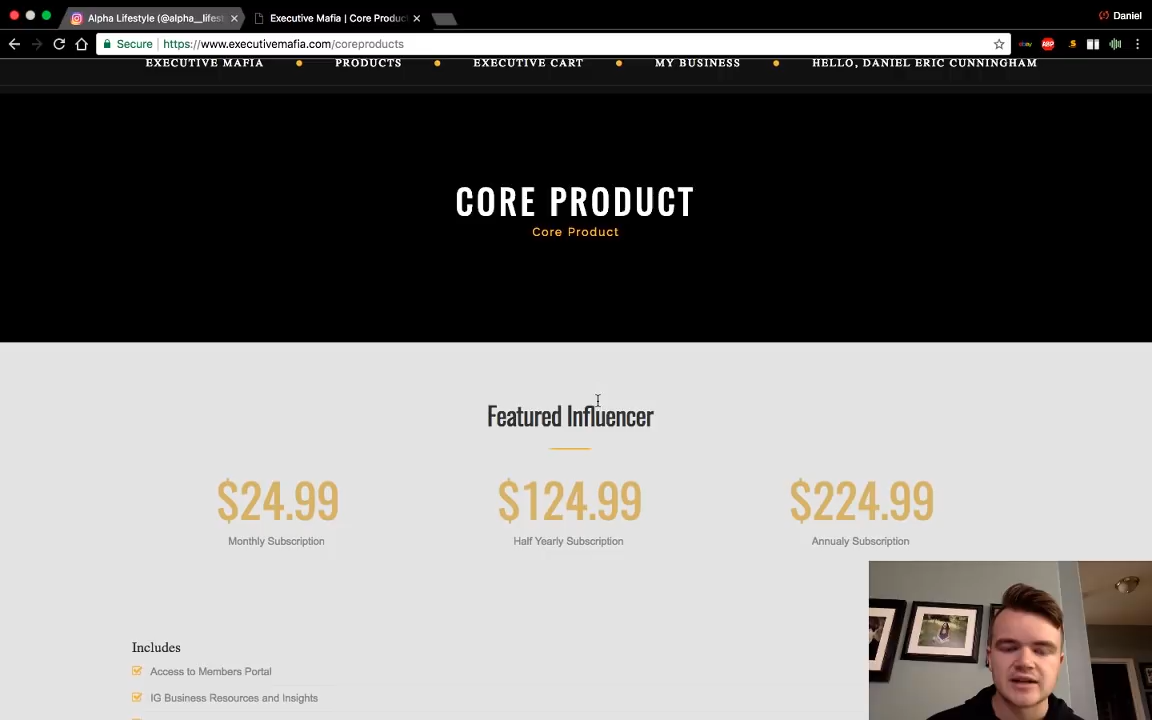 Alpha Lifestyle (@alpha__lifest
Executive Mafia | Core Produc
Daniel
Secure
https://www.executivemafia.com/coreproducts
ebay
ABP
EXECUTIVE MAFIA
PRODUCTS
EXECUTIVE CART
MY BUSINESS
HELLO, DANIEL ERIC CUNNINGHAM
CORE PRODUCT
Core Product
Featured Influencer
$24.99
$124.99
$224.99
Monthly Subscription
Half Yearly Subscription
Annualy Subscription
Includes
Access to Members Portal
IG Business Resources and Insights